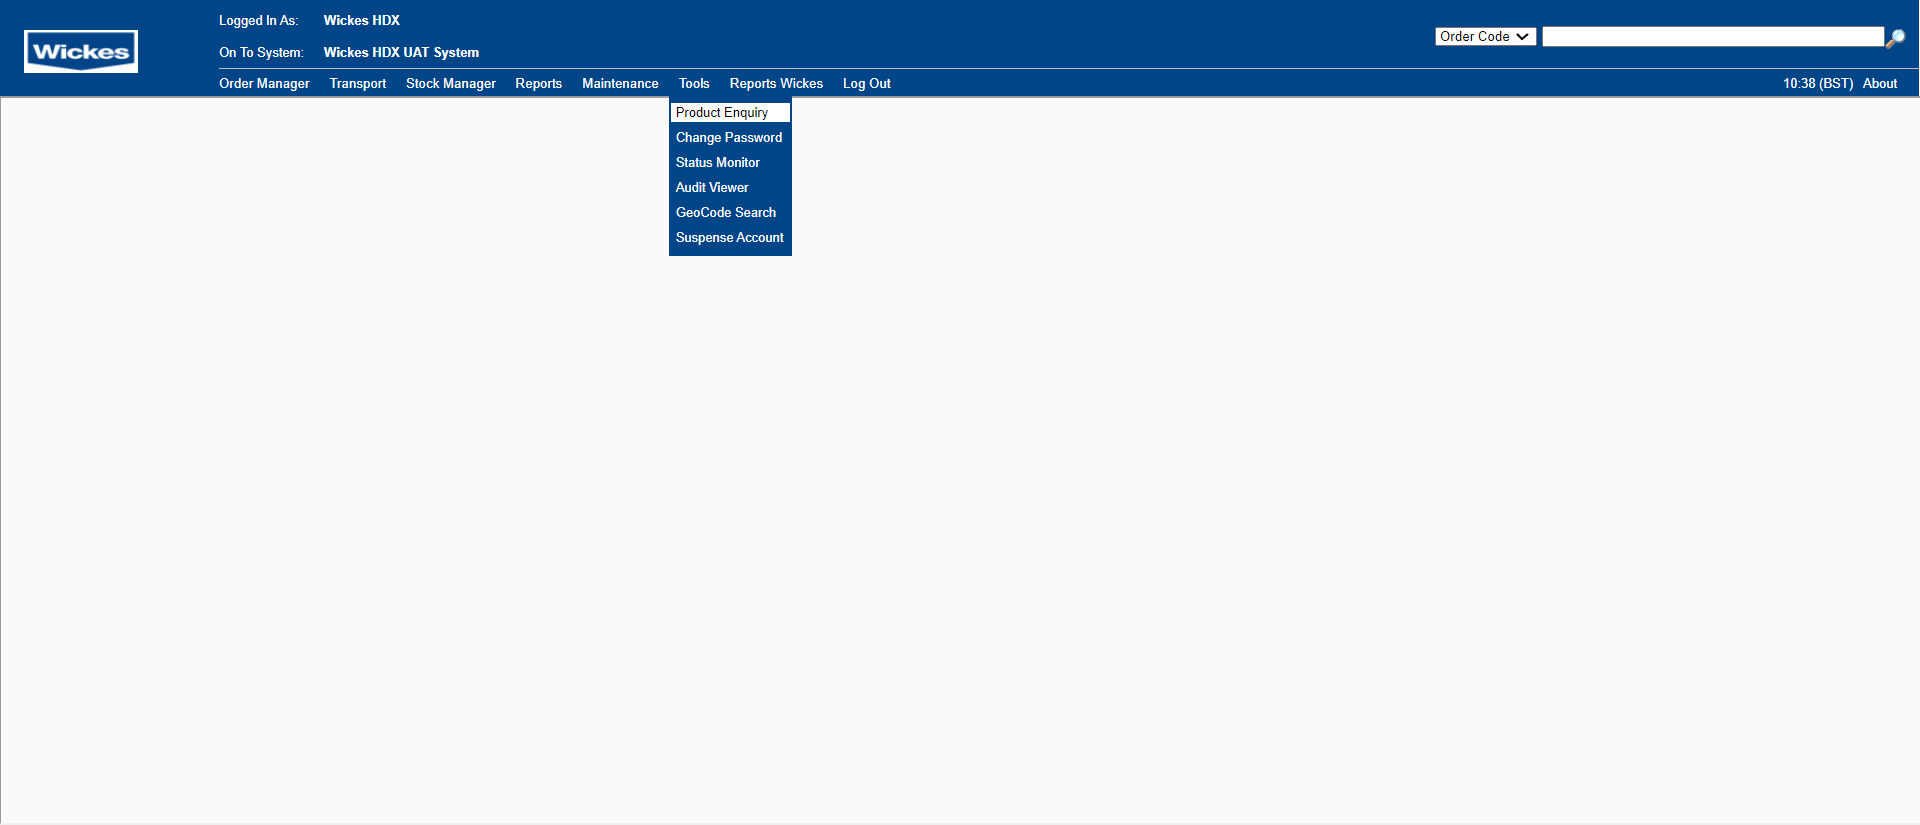 Wickes
Logged In As: Wickes HDX
On To System: Wickes HDX UAT System
Order Code
Order Manager Transport Stock Manager Reports Maintenance Tools Reports Wickes Log Out 10:38 (BST) About
Product Enquiry
Change Password
Status Monitor
Audit Viewer
GeoCode Search
Suspense Account